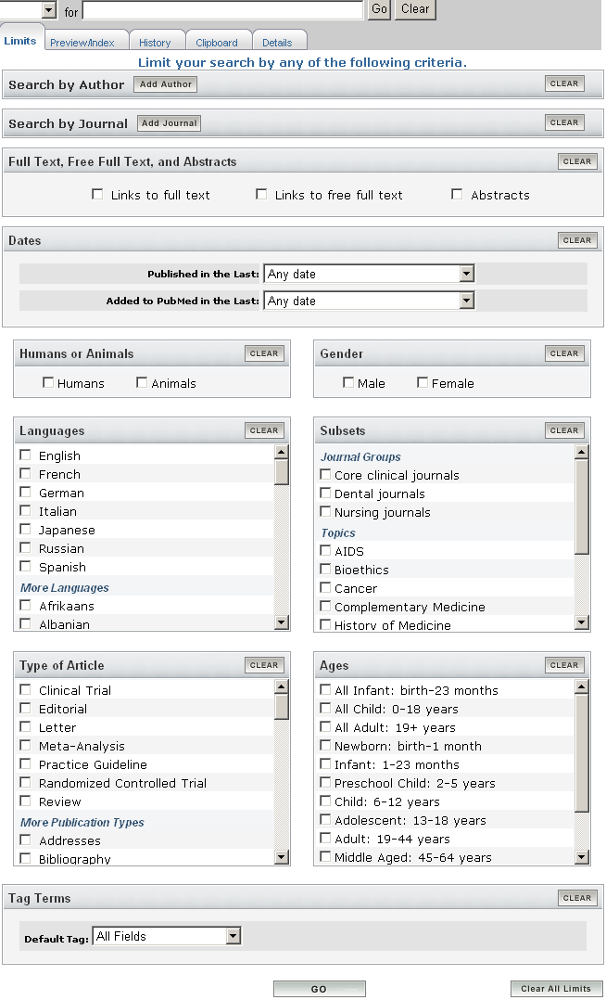 for Go Clear
Limits Preview/Index History Clipboard Details
Limit your search by any of the following criteria.
Search by Author Add Author CLEAR
Search by Journal Add Journal CLEAR
Full Text, Free Full Text, and Abstracts CLEAR
Links to full text Links to free full text Abstracts
Dates CLEAR
Published in the Last: Any date
Added to PubMed in the Last: Any date
Humans or Animals CLEAR
Humans Animals
Gender CLEAR
Male Female
Languages CLEAR
English
French
German
Italian
Japanese
Russian
Spanish
More Languages
Afrikaans
Albanian
Subsets CLEAR
Journal Groups
Core clinical journals
Dental journals
Nursing journals
Topics
AIDS
Bioethics
Cancer
Complementary Medicine
History of Medicine
Type of Article CLEAR
Clinical Trial
Editorial
Letter
Meta-Analysis
Practice Guideline
Randomized Controlled Trial
Review
More Publication Types
Addresses
Bibliography
Ages CLEAR
All Infant: birth-23 months
All Child: 0-18 years
All Adult: 19+ years
Newborn: birth-1 month
Infant: 1-23 months
Preschool Child: 2-5 years
Child: 6-12 years
Adolescent: 13-18 years
Adult: 19-44 years
Middle Aged: 45-64 years
Tag Terms CLEAR
Default Tag: All Fields
GO Clear All Limits